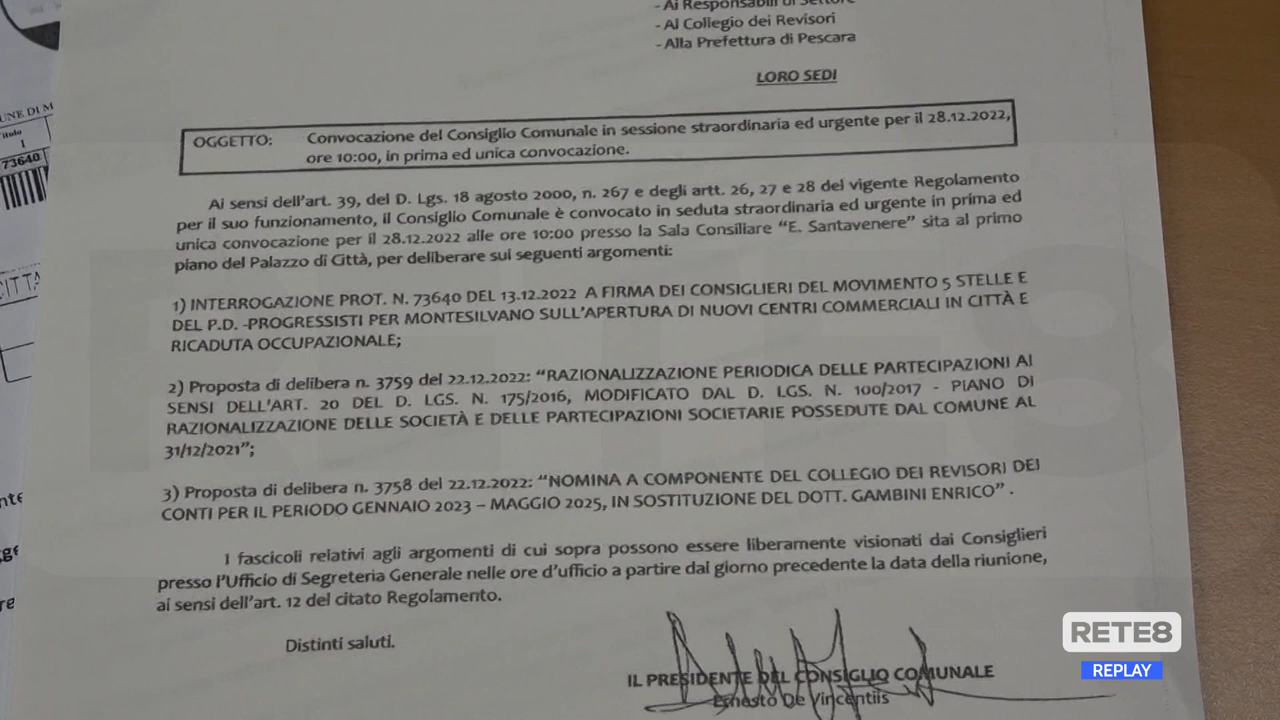 - Ai Responsabili di Settore
- Al Collegio dei Revisori
- Alla Prefettura di Pescara
LORO SEDI
OGGETTO: Convocazione del Consiglio Comunale in sessione straordinaria ed urgente per il 28.12.2022,
ore 10:00, in prima ed unica convocazione.
Ai sensi dell'art. 39, del D. Lgs. 18 agosto 2000, n. 267 e degli artt. 26, 27 e 28 del vigente Regolamento
per il suo funzionamento, il Consiglio Comunale è convocato in seduta straordinaria ed urgente in prima ed
unica convocazione per il 28.12.2022 alle ore 10:00 presso la Sala Consiliare "E. Santavenere" sita al primo
piano del Palazzo di Città, per deliberare sui seguenti argomenti:
1) INTERROGAZIONE PROT. N. 73640 DEL 13.12.2022 A FIRMA DEI CONSIGLIERI DEL MOVIMENTO 5 STELLE E
DEL P.D. -PROGRESSISTI PER MONTESILVANO SULL'APERTURA DI NUOVI CENTRI COMMERCIALI IN CITTÀ E
RICADUTA OCCUPAZIONALE;
2) Proposta di delibera n. 3759 del 22.12.2022: "RAZIONALIZZAZIONE PERIODICA DELLE PARTECIPAZIONI AI
SENSI DELL'ART. 20 DEL D. LGS. N. 175/2016, MODIFICATO DAL D. LGS. N. 100/2017 - PIANO DI
RAZIONALIZZAZIONE DELLE SOCIETÀ E DELLE PARTECIPAZIONI SOCIETARIE POSSEDUTE DAL COMUNE AL
31/12/2021";
3) Proposta di delibera n. 3758 del 22.12.2022: "NOMINA A COMPONENTE DEL COLLEGIO DEI REVISORI DEI
CONTI PER IL PERIODO GENNAIO 2023 – MAGGIO 2025, IN SOSTITUZIONE DEL DOTT. GAMBINI ENRICO" .
I fascicoli relativi agli argomenti di cui sopra possono essere liberamente visionati dai Consiglieri
presso l'Ufficio di Segreteria Generale nelle ore d'ufficio a partire dal giorno precedente la data della riunione,
ai sensi dell'art. 12 del citato Regolamento.
Distinti saluti.
IL PRESIDENTE DEL CONSIGLIO COMUNALE
Ernesto De Vincentiis
UNE DI M
itolo
1
73640
CITTA
RETE8
REPLAY